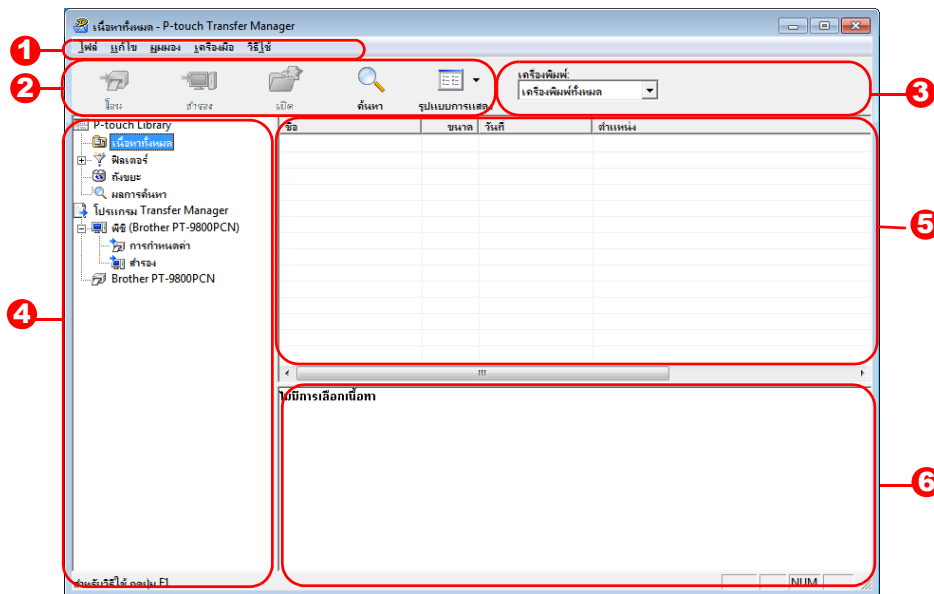 เนื้อหาทั้งหมด - P-touch Transfer Manager
ไฟล์ แก้ไข มุมมอง เครื่องมือ วิธีใช้
1
2
โอน สำรอง เปิด ค้นหา รูปแบบการแสดง
เครื่องพิมพ์:
เครื่องพิมพ์ทั้งหมด
3
P-touch Library
เนื้อหาทั้งหมด
ฟิลเตอร์
ถังขยะ
ผลการค้นหา
โปรแกรม Transfer Manager
พีซี (Brother PT-9800PCN)
การกำหนดค่า
สำรอง
Brother PT-9800PCN
4
ชื่อ ขนาด วันที่ ตำแหน่ง
5
ไม่มีการเลือกเนื้อหา
6
สำหรับวิธีใช้ กดปุ่ม F1
NUM